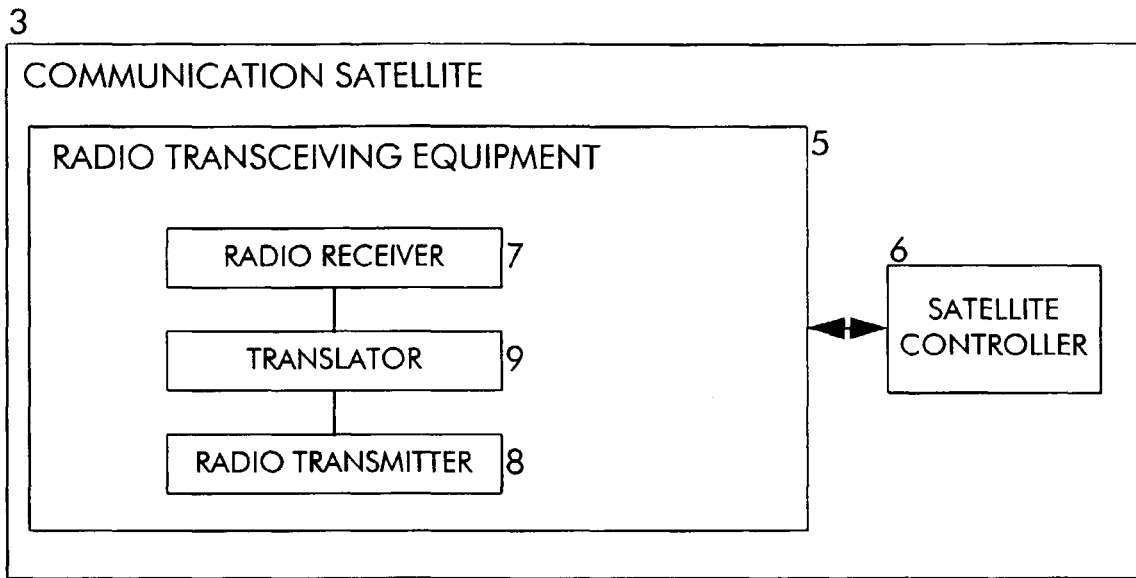 3
COMMUNICATION SATELLITE
RADIO TRANSCEIVING EQUIPMENT
5
RADIO RECEIVER
7
6
TRANSLATOR
9
SATELLITE
CONTROLLER
RADIO TRANSMITTER
8